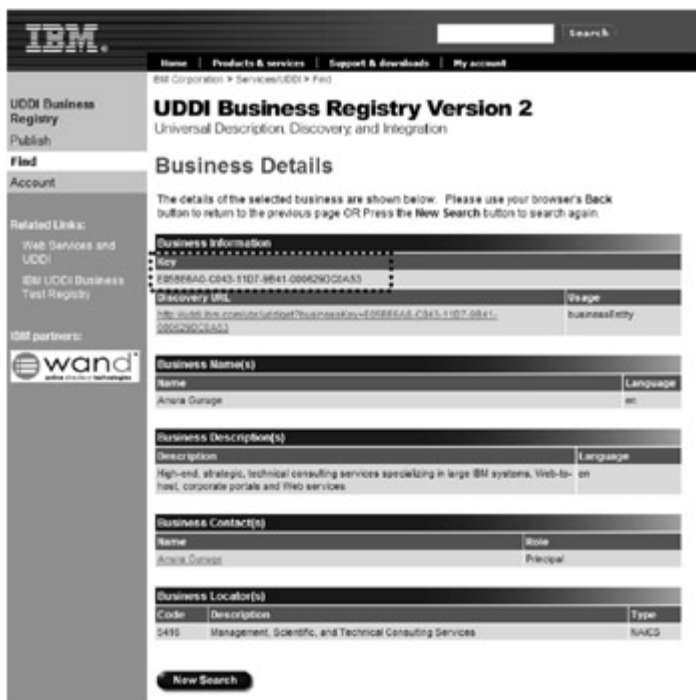 IBM
Search
Home | Products & services | Support & downloads | My account
IBM Corporation > Services/UDDI > Find
UDDI Business
Registry
Publish
Find
Account
Related Links:
Web Services and
UDDI
IBM UDDI Business
Test Registry
IBM partners:
wand
UDDI Business Registry Version 2
Universal Description, Discovery, and Integration
Business Details
The details of the selected business are shown below. Please use your browser's Back
button to return to the previous page OR Press the New Search button to search again.
Business Information
Key
Discovery URL Usage
businessEntity
Business Name(s)
Name Language
Anura Guruge en
Business Description(s)
Description Language
High-end, strategic, technical consulting services specializing in large IBM systems, Web-to- en
host, corporate portals and Web services
Business Contact(s)
Name Role
Anura Guruge Principal
Business Locator(s)
Code Description Type
5416 Management, Scientific, and Technical Consulting Services NAICS
New Search